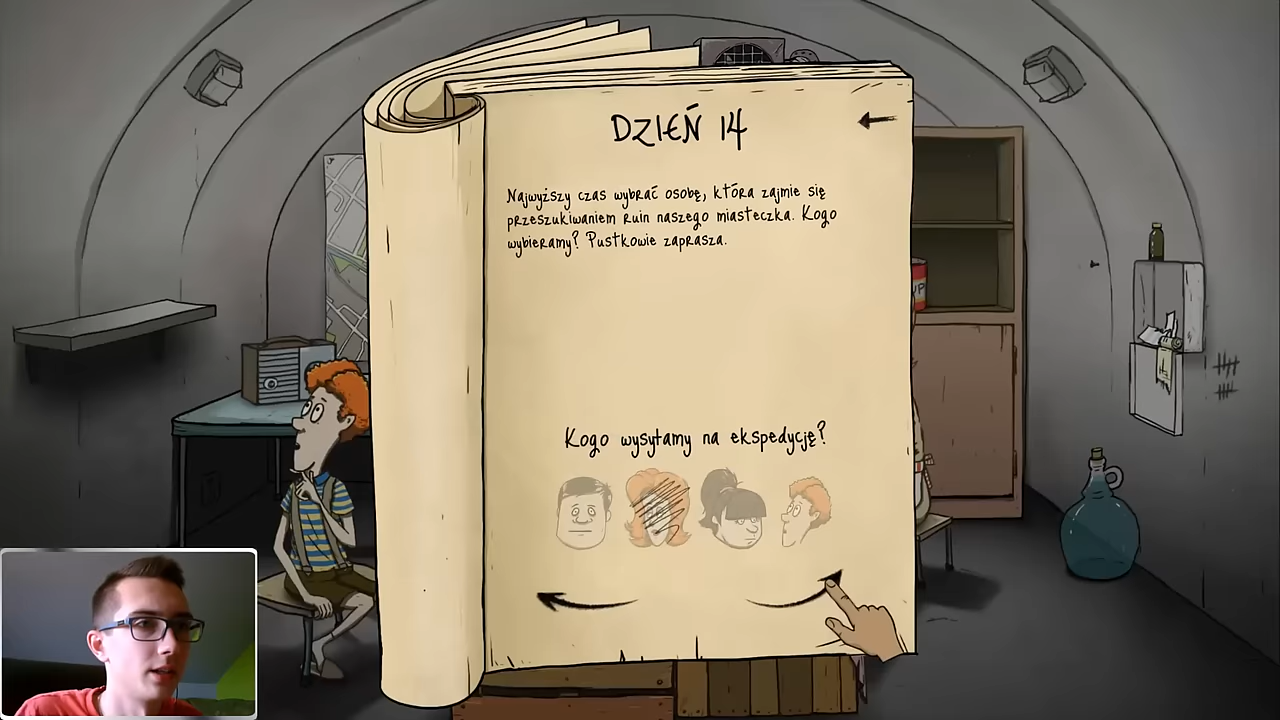 DZIEŃ 14
Najwyższy czas wybrać osobę, która zajmie się
przeszukiwaniem ruin naszego miasteczka. Kogo
wybieramy? Pustkowie zaprasza.
Kogo wysyłamy na ekspedycję?